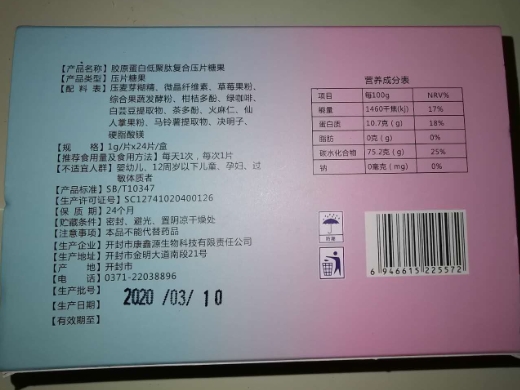 【产品名称】胶原蛋白低聚肽复合压片糖果
【产品类型】压片糖果
【配 料 表】压麦芽糊精、微晶纤维素、草莓果粉、
综合果蔬发酵粉、柑桔多酚、绿咖啡、
白芸豆提取物、茶多酚、火麻仁、仙
人掌果粉、马铃薯提取物、决明子、
硬脂酸镁
【规 格】1g/片x24片/盒
【推荐食用量及食用方法】每天1次，每次1片
【不适宜人群】婴幼儿、12周岁以下儿童、孕妇、过
敏体质者
【产品标准】SB/T10347
【生产许可证号】SC12741020400126
【保 质 期】24个月
【贮藏条件】密封、避光、置阴凉干燥处
【注意事项】本品不能代替药品
【生产企业】开封市康鑫源生物科技有限责任公司
【生产地址】开封市金明大道南段21号
【产 地】开封市
【电 话】0371-22038896
【生产批号】
【生产日期】2020 /03/ 10
【有效期至】
营养成分表
项目 每100g NRV%
能量 1460千焦(kj) 17%
蛋白质 10.7克(g) 18%
脂肪 0克(g) 0%
碳水化合物 75.2克(g) 25%
钠 0毫克(mg) 0%
6 946615 225572